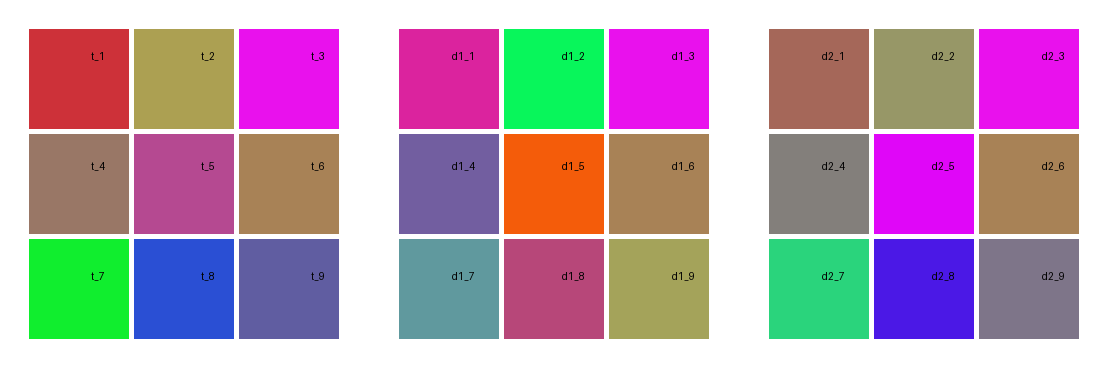 t_1 t_2 t_3 d1_1 d1_2 d1_3 d2_1 d2_2 d2_3
t_4 t_5 t_6 d1_4 d1_5 d1_6 d2_4 d2_5 d2_6
t_7 t_8 t_9 d1_7 d1_8 d1_9 d2_7 d2_8 d2_9